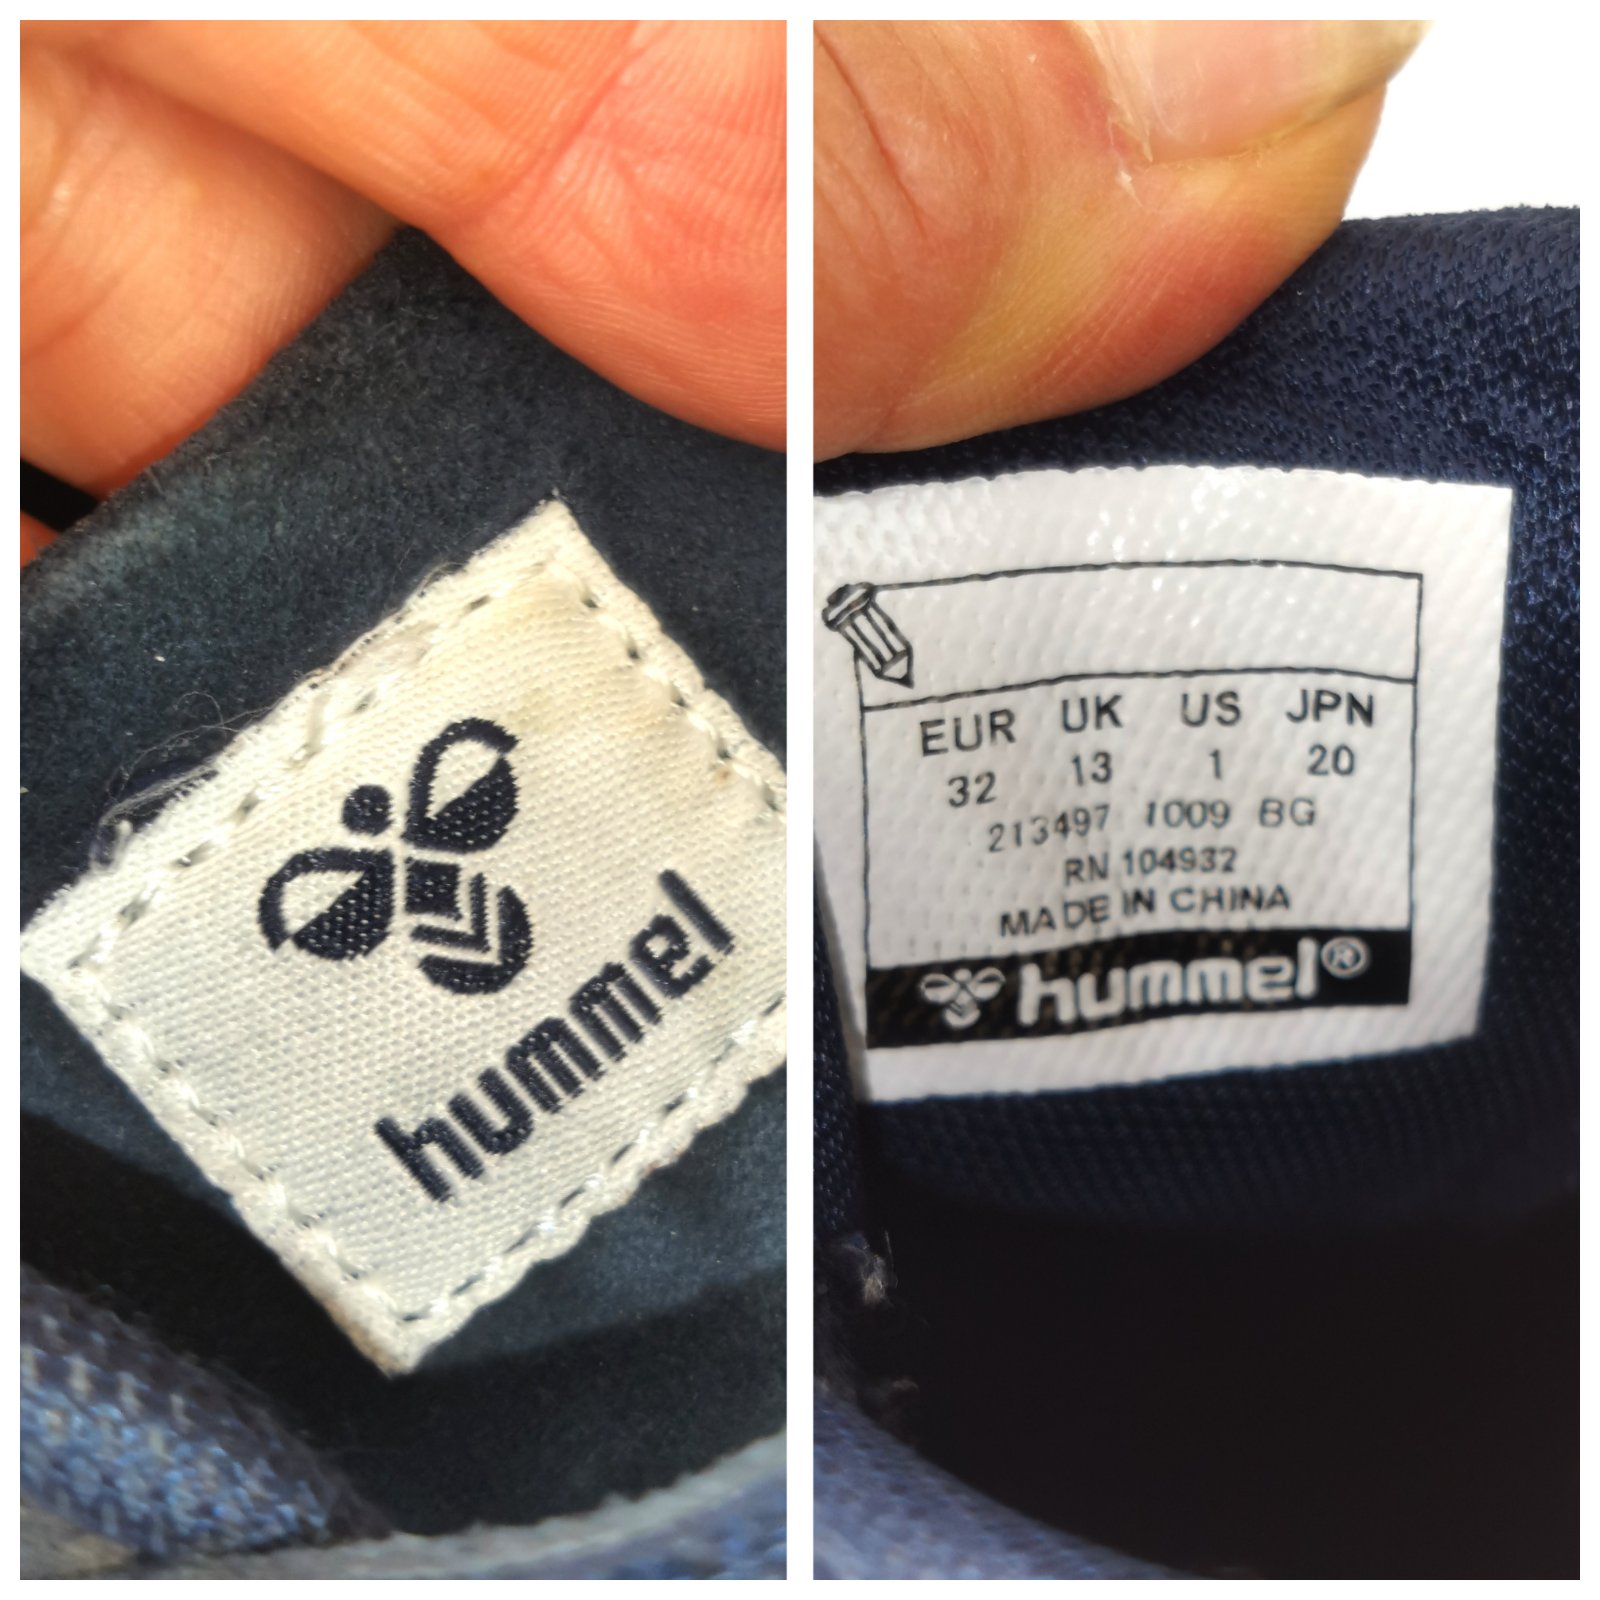 hummel
EUR UK US JPN
32 13 1 20
213497 1009 BG
RN 104932
MADE IN CHINA
hummel®